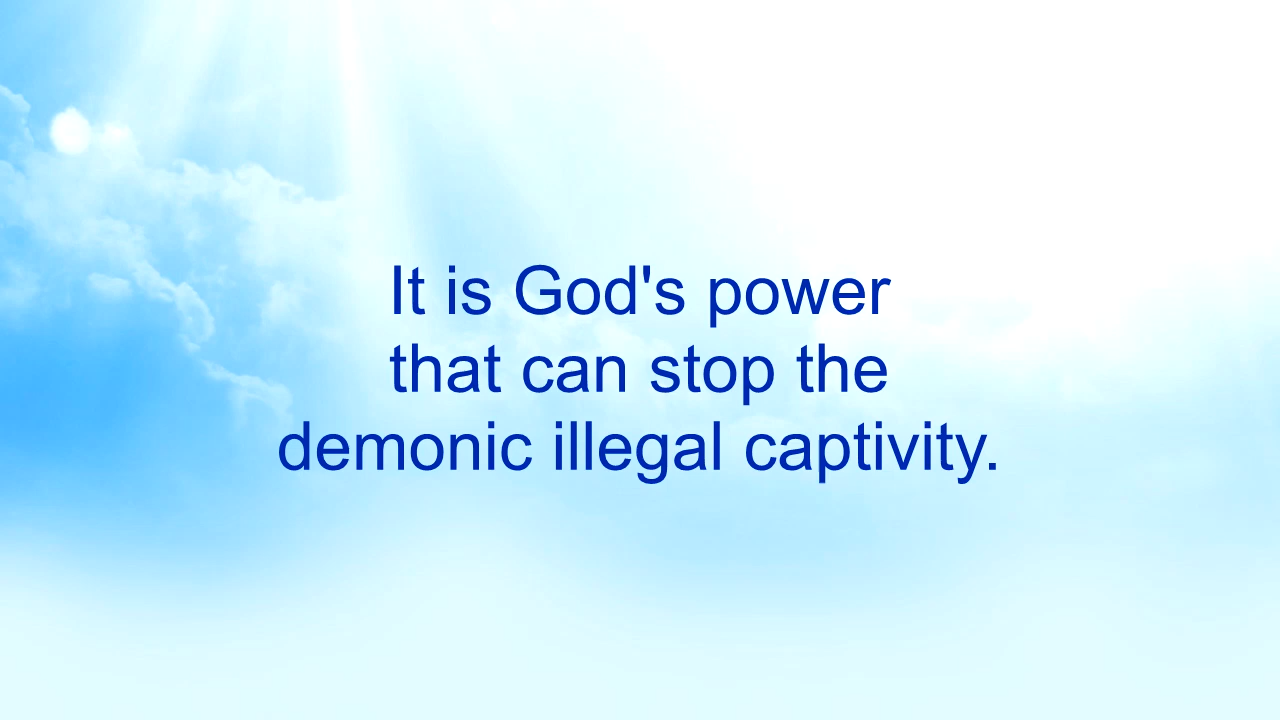 It is God's power
that can stop the
demonic illegal captivity.